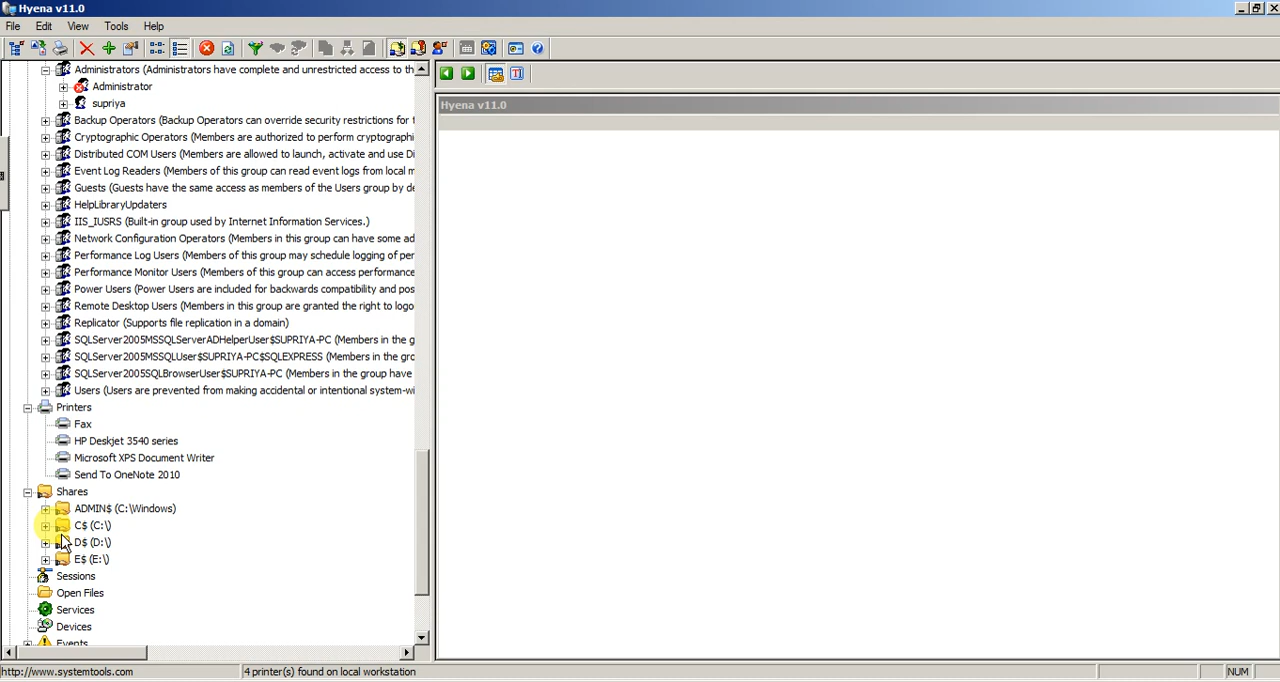 Hyena v11.0
File Edit View Tools Help
Administrators (Administrators have complete and unrestricted access to th
Administrator
supriya
Backup Operators (Backup Operators can override security restrictions for t
Cryptographic Operators (Members are authorized to perform cryptographi
Distributed COM Users (Members are allowed to launch, activate and use Di
Event Log Readers (Members of this group can read event logs from local m
Guests (Guests have the same access as members of the Users group by de
HelpLibraryUpdaters
IIS_IUSRS (Built-in group used by Internet Information Services.)
Network Configuration Operators (Members in this group can have some ad
Performance Log Users (Members of this group may schedule logging of per
Performance Monitor Users (Members of this group can access performance
Power Users (Power Users are included for backwards compatibility and pos
Remote Desktop Users (Members in this group are granted the right to logo
Replicator (Supports file replication in a domain)
SQLServer2005MSSQLServerADHelperUser$SUPRIYA-PC (Members in the g
SQLServer2005MSSQLUser$SUPRIYA-PC$SQLEXPRESS (Members in the gro
SQLServer2005SQLBrowserUser$SUPRIYA-PC (Members in the group have
Users (Users are prevented from making accidental or intentional system-wi
Printers
Fax
HP Deskjet 3540 series
Microsoft XPS Document Writer
Send To OneNote 2010
Shares
ADMIN$ (C:\Windows)
C$ (C:\)
D$ (D:\)
E$ (E:\)
Sessions
Open Files
Services
Devices
Events
Hyena v11.0
http://www.systemtools.com 4 printer(s) found on local workstation NUM